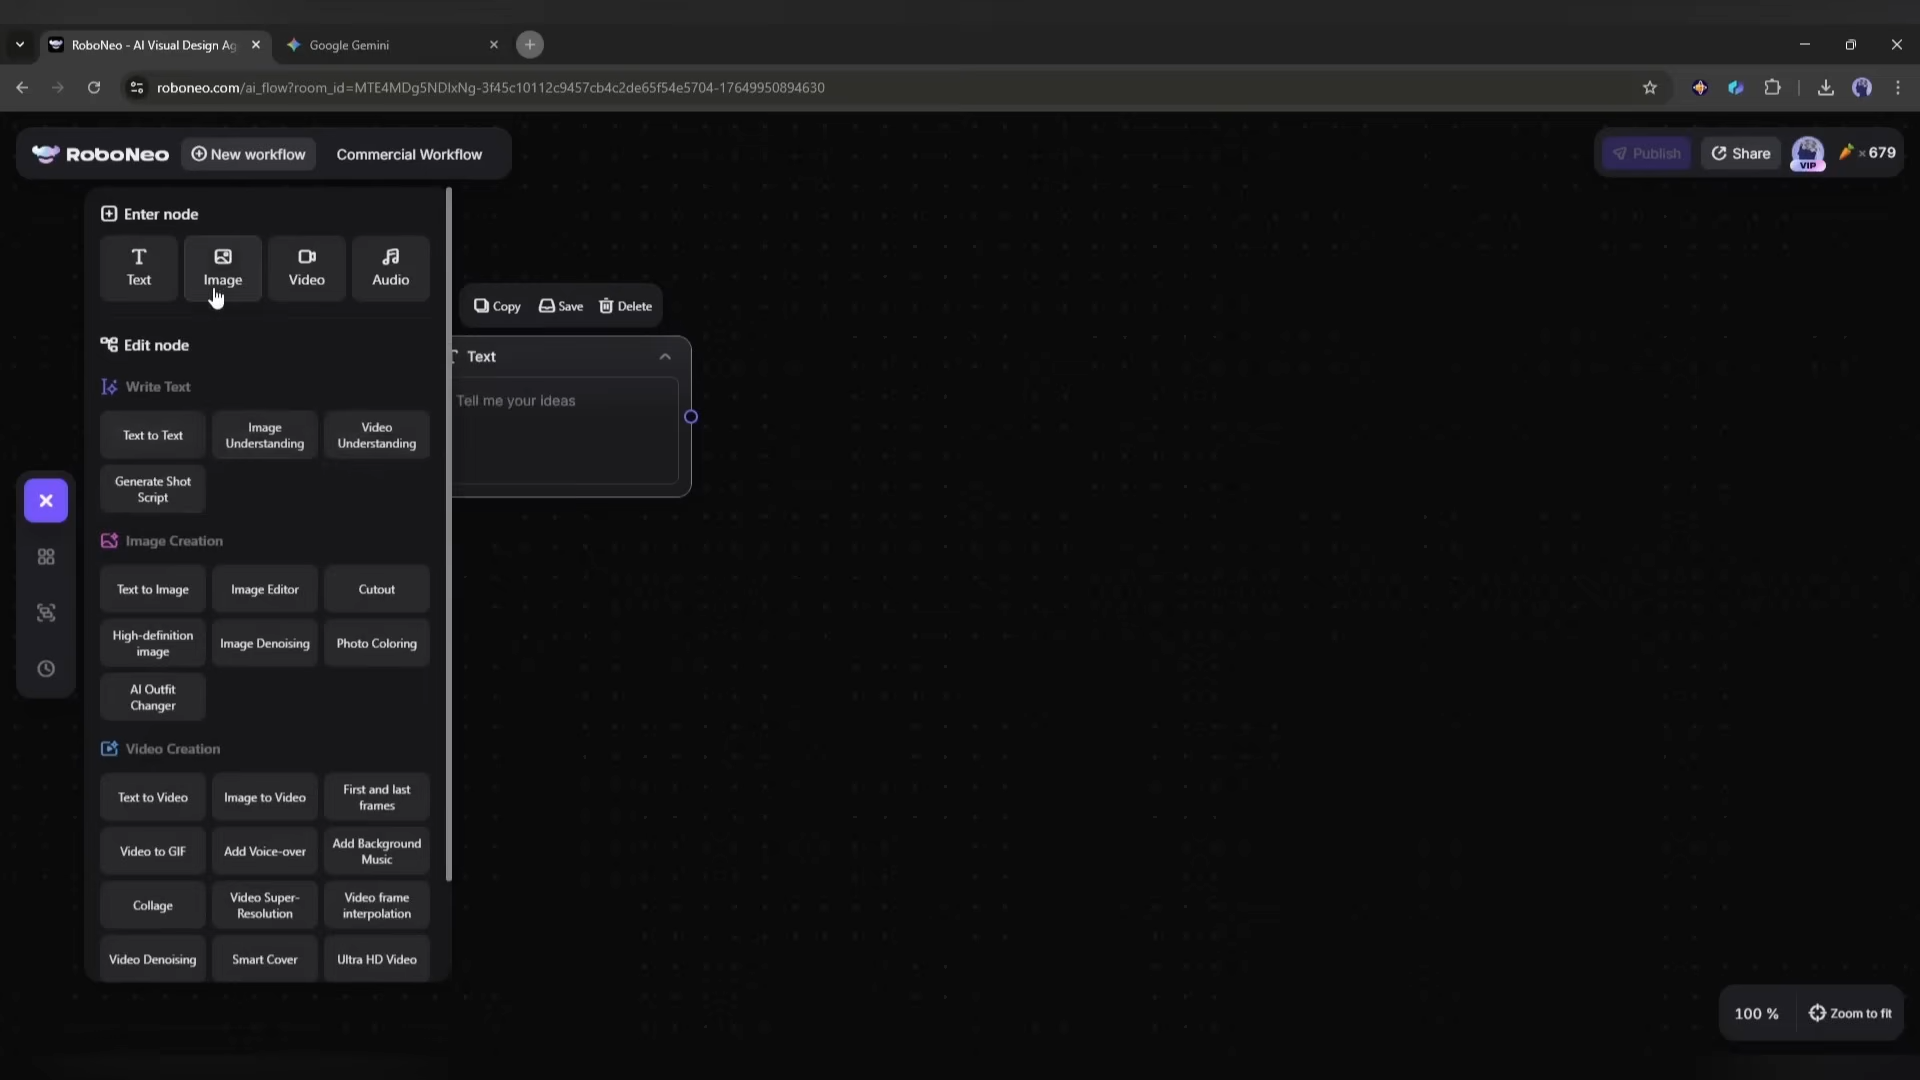 RoboNeo - AI Visual Design Ag
Google Gemini
roboneo.com/ai_flow?room_id=MTE4MDg5NDIxNg-3f45c10112c9457cb4c2de65f54e5704-17649950894630
RoboNeo
New workflow
Commercial Workflow
Publish
Share
VIP
× 679
Enter node
Text
Image
Video
Audio
Copy
Save
Delete
Edit node
Text
Write Text
Tell me your ideas
Text to Text
Image
Understanding
Video
Understanding
Generate Shot
Script
Image Creation
Text to Image
Image Editor
Cutout
High-definition
image
Image Denoising
Photo Coloring
AI Outfit
Changer
Video Creation
Text to Video
Image to Video
First and last
frames
Video to GIF
Add Voice-over
Add Background
Music
Collage
Video Super-
Resolution
Video frame
interpolation
Video Denoising
Smart Cover
Ultra HD Video
100 %
Zoom to fit